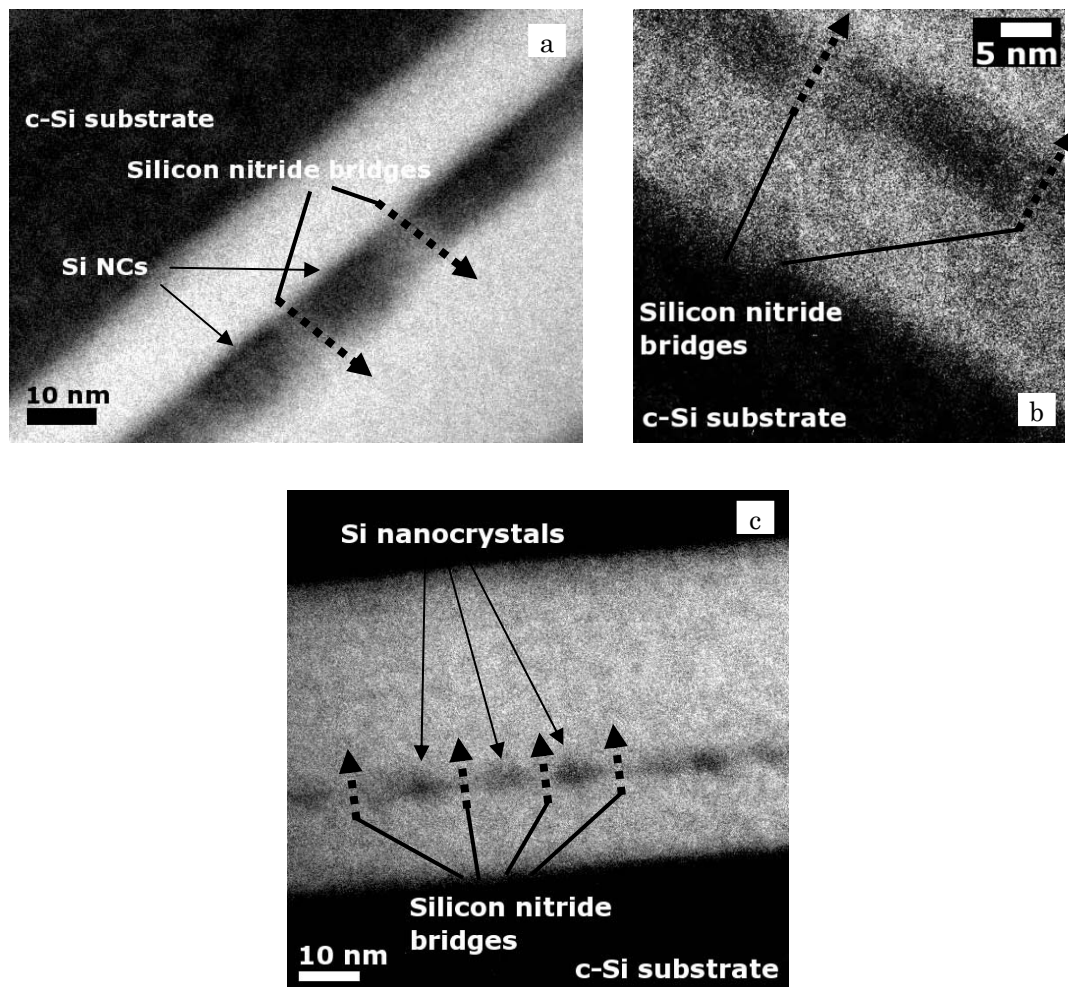 a
c-Si substrate
Silicon nitride bridges
Si NCs
10 nm
5 nm
Silicon nitride
bridges
c-Si substrate
b
Si nanocrystals
c
Silicon nitride
bridges
10 nm
c-Si substrate